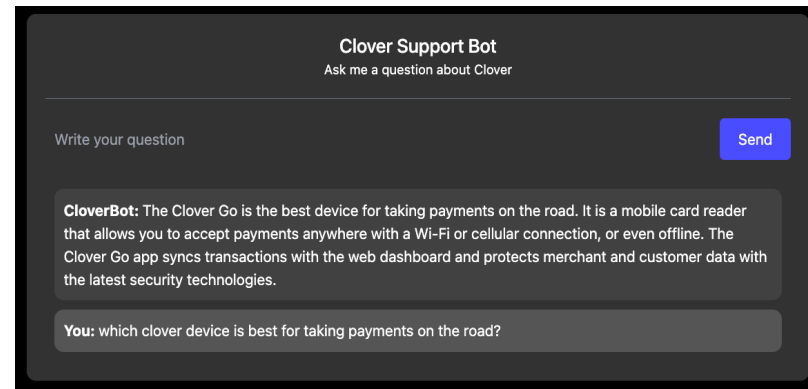 Clover Support Bot
Ask me a question about Clover
Write your question
Send
CloverBot: The Clover Go is the best device for taking payments on the road. It is a mobile card reader
that allows you to accept payments anywhere with a Wi-Fi or cellular connection, or even offline. The
Clover Go app syncs transactions with the web dashboard and protects merchant and customer data with
the latest security technologies.
You: which clover device is best for taking payments on the road?